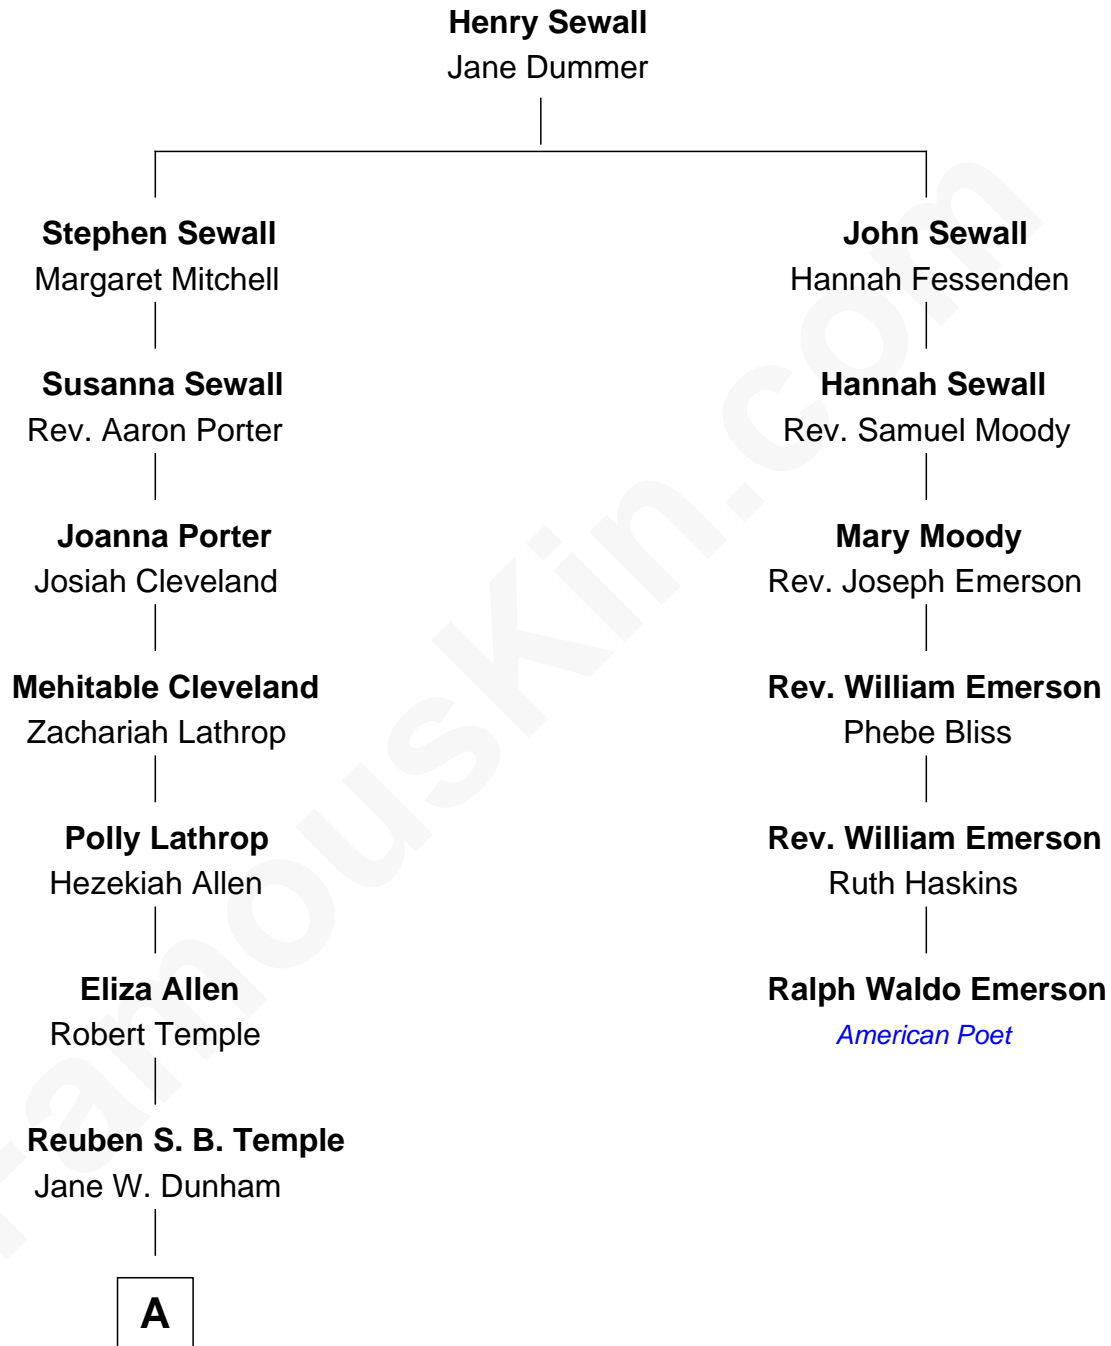 Henry Sewall
Jane Dummer
Stephen Sewall
Margaret Mitchell
John Sewall
Hannah Fessenden
Susanna Sewall
Rev. Aaron Porter
Hannah Sewall
Rev. Samuel Moody
Joanna Porter
Josiah Cleveland
Mary Moody
Rev. Joseph Emerson
Mehitable Cleveland
Zachariah Lathrop
Rev. William Emerson
Phebe Bliss
Polly Lathrop
Hezekiah Allen
Rev. William Emerson
Ruth Haskins
Eliza Allen
Robert Temple
Ralph Waldo Emerson
American Poet
Reuben S. B. Temple
Jane W. Dunham
A
FamousKin.com